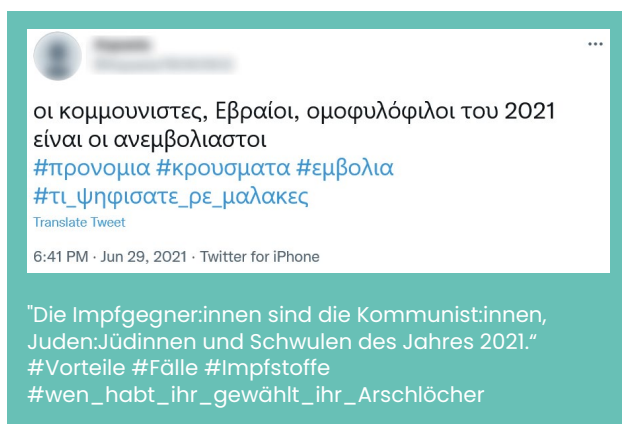 οι κομμουνιστες, Εβραίοι, ομοφυλόφιλοι του 2021
είναι οι ανεμβολιαστοι
#προνομια #κρουσματα #εμβολια
#τι_ψηφισατε_ρε_μαλακες
Translate Tweet
6:41 PM · Jun 29, 2021 · Twitter for iPhone
"Die Impfgegner:innen sind die Kommunist:innen,
Juden:Jüdinnen und Schwulen des Jahres 2021.“
#Vorteile #Fälle #Impfstoffe
#wen_habt_ihr_gewählt_ihr_Arschlöcher